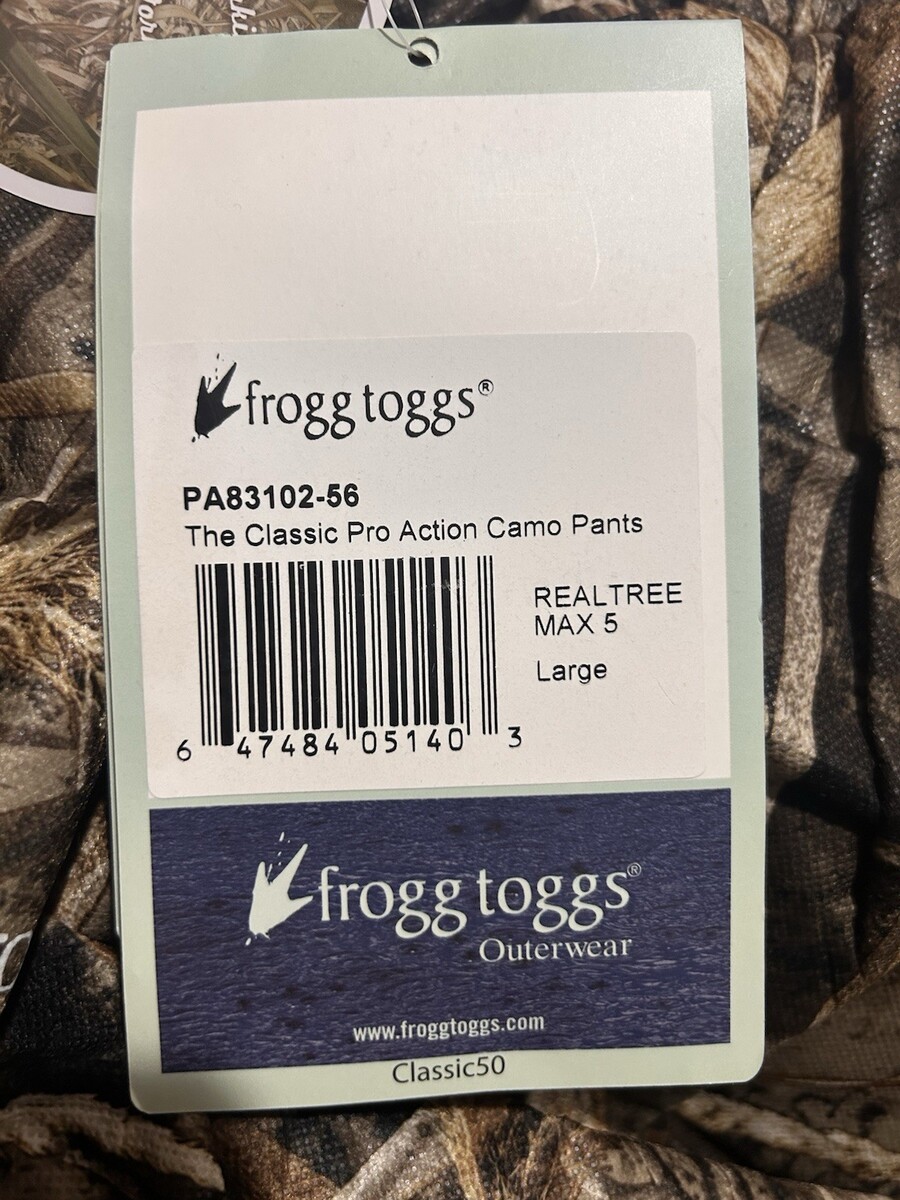 frogg toggs®
PA83102-56
The Classic Pro Action Camo Pants
REALTREE
MAX 5
Large
6 47484 05140 3
frogg toggs®
Outerwear
www.froggtoggs.com
Classic50